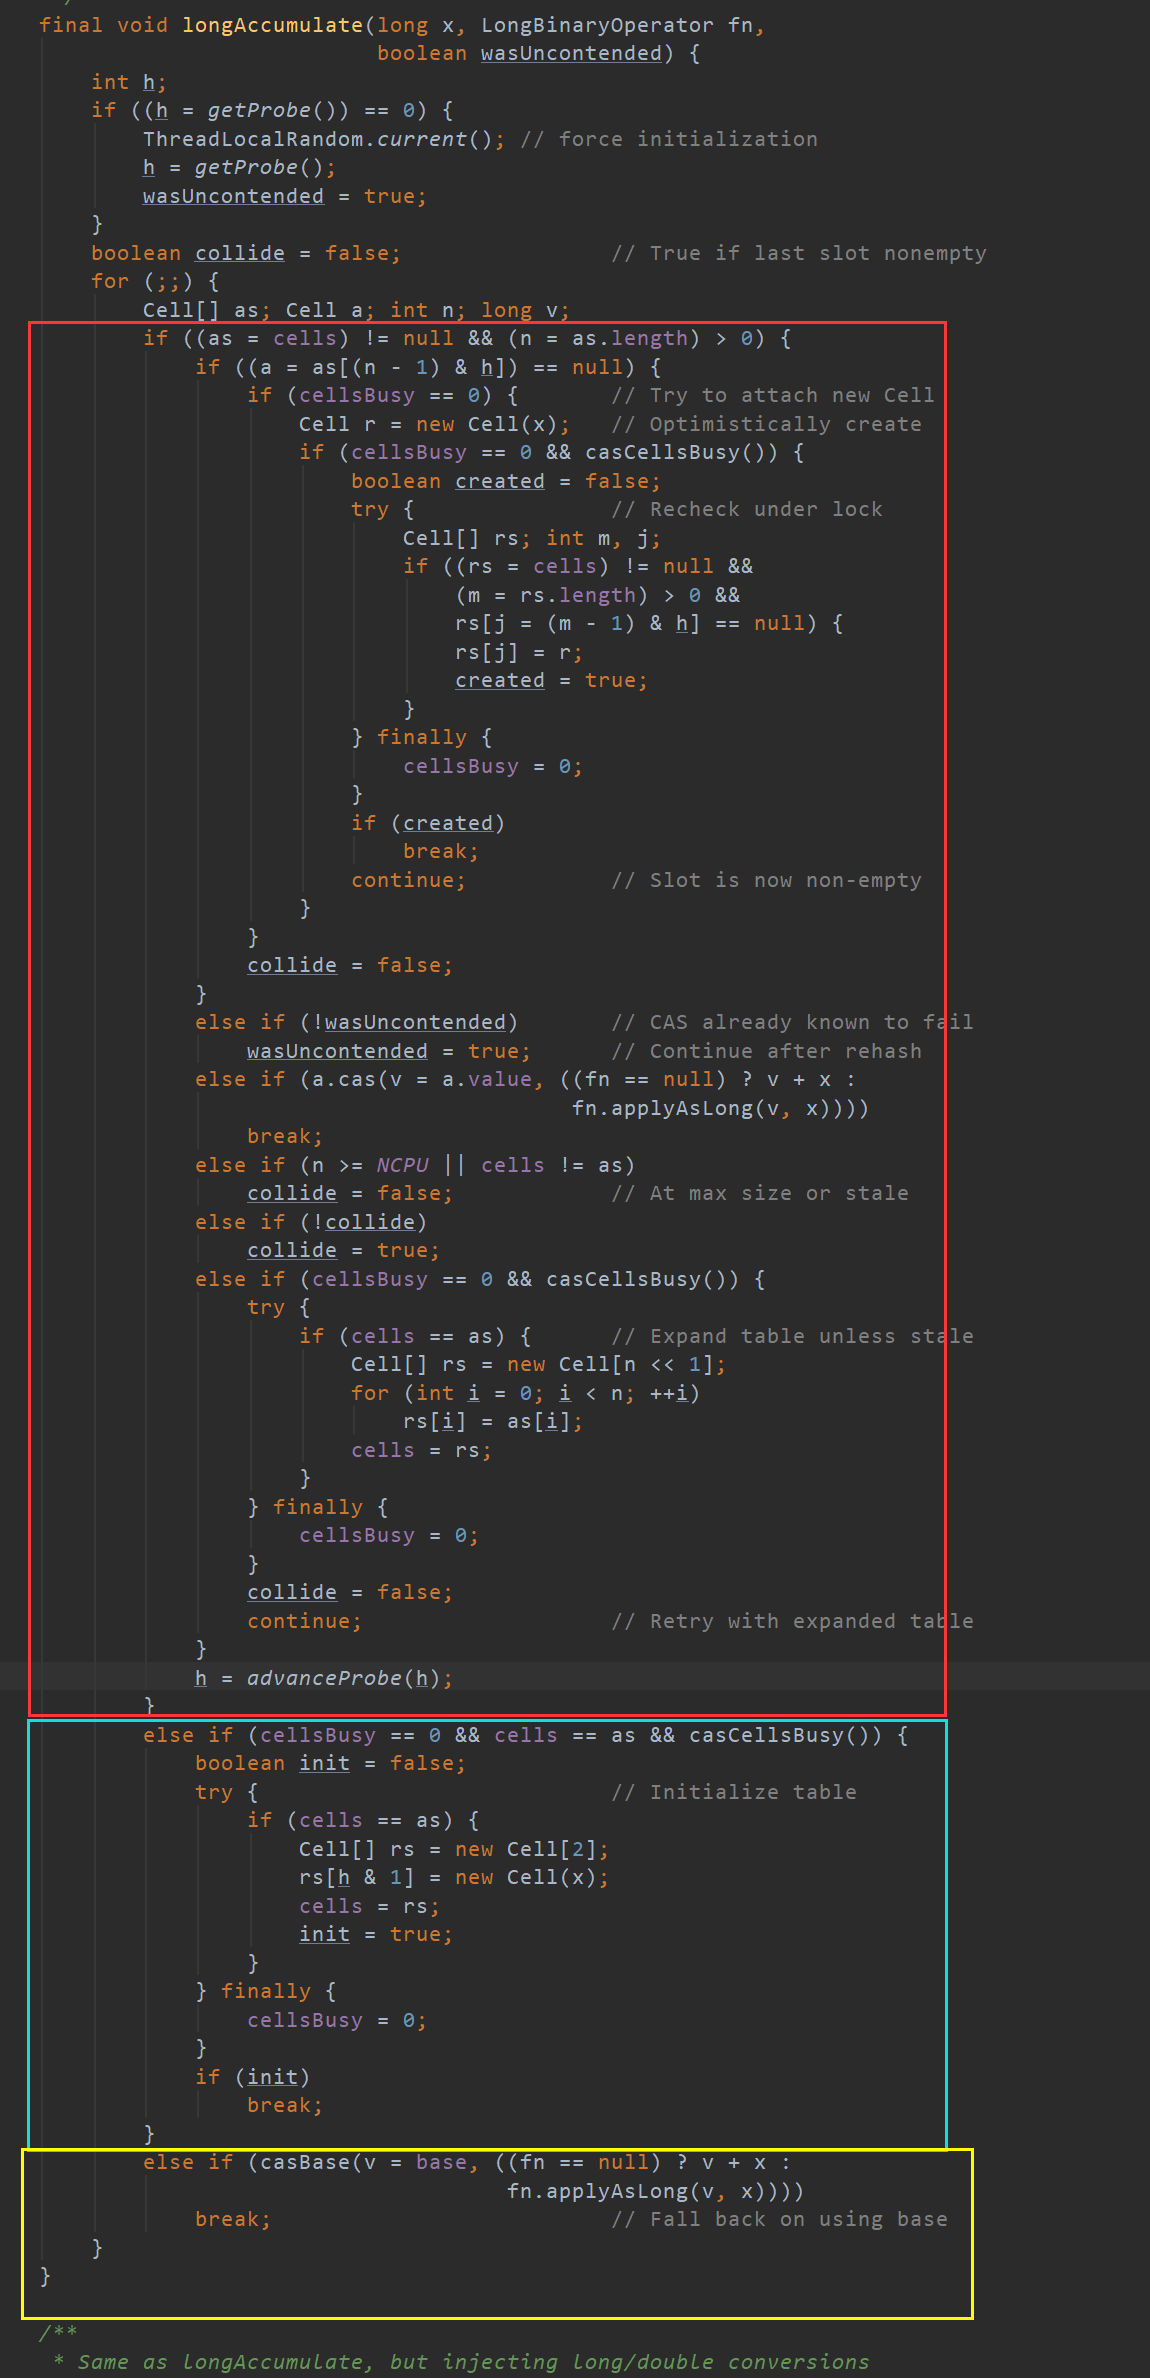 final void longAccumulate(long x, LongBinaryOperator fn,
                          boolean wasUncontended) {
    int h;
    if ((h = getProbe()) == 0) {
        ThreadLocalRandom.current(); // force initialization
        h = getProbe();
        wasUncontended = true;
    }
    boolean collide = false;                // True if last slot nonempty
    for (;;) {
        Cell[] as; Cell a; int n; long v;
        if ((as = cells) != null && (n = as.length) > 0) {
            if ((a = as[(n - 1) & h]) == null) {
                if (cellsBusy == 0) {       // Try to attach new Cell
                    Cell r = new Cell(x);   // Optimistically create
                    if (cellsBusy == 0 && casCellsBusy()) {
                        boolean created = false;
                        try {               // Recheck under lock
                            Cell[] rs; int m, j;
                            if ((rs = cells) != null &&
                                (m = rs.length) > 0 &&
                                rs[j = (m - 1) & h] == null) {
                                rs[j] = r;
                                created = true;
                            }
                        } finally {
                            cellsBusy = 0;
                        }
                        if (created)
                            break;
                        continue;           // Slot is now non-empty
                    }
                }
                collide = false;
            }
            else if (!wasUncontended)       // CAS already known to fail
                wasUncontended = true;      // Continue after rehash
            else if (a.cas(v = a.value, ((fn == null) ? v + x :
                                         fn.applyAsLong(v, x))))
                break;
            else if (n >= NCPU || cells != as)
                collide = false;            // At max size or stale
            else if (!collide)
                collide = true;
            else if (cellsBusy == 0 && casCellsBusy()) {
                try {
                    if (cells == as) {      // Expand table unless stale
                        Cell[] rs = new Cell[n << 1];
                        for (int i = 0; i < n; ++i)
                            rs[i] = as[i];
                        cells = rs;
                    }
                } finally {
                    cellsBusy = 0;
                }
                collide = false;
                continue;                   // Retry with expanded table
            }
            h = advanceProbe(h);
        }
        else if (cellsBusy == 0 && cells == as && casCellsBusy()) {
            boolean init = false;
            try {                           // Initialize table
                if (cells == as) {
                    Cell[] rs = new Cell[2];
                    rs[h & 1] = new Cell(x);
                    cells = rs;
                    init = true;
                }
            } finally {
                cellsBusy = 0;
            }
            if (init)
                break;
        }
        else if (casBase(v = base, ((fn == null) ? v + x :
                                    fn.applyAsLong(v, x))))
            break;                          // Fall back on using base
    }
}
/**
 * Same as longAccumulate, but injecting long/double conversions